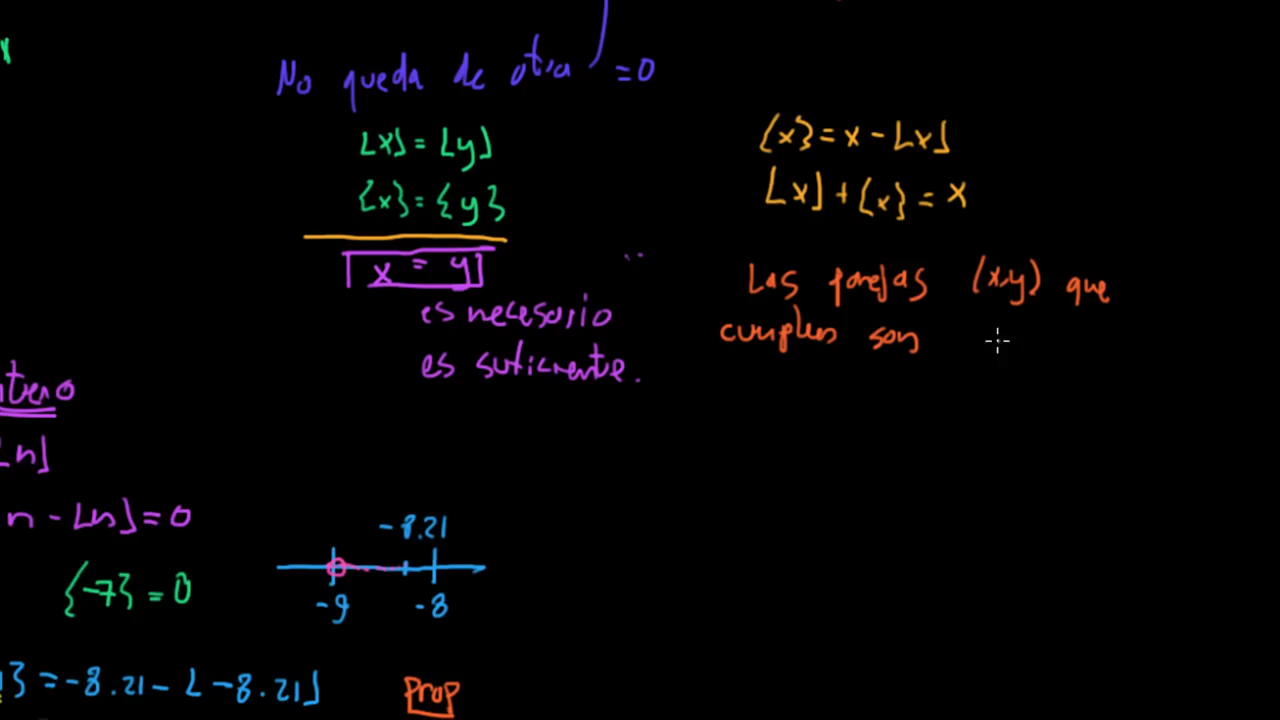 x
No queda de otra = 0
⌊x⌋ = ⌊y⌋
{x} = {y}
x = y
es necesario
es suficiente.
{x} = x - ⌊x⌋
⌊x⌋ + {x} = x
Las parejas (x,y) que
cumplen son
ntero
⌊n⌋
n - ⌊n⌋ = 0
{-7} = 0
-8.21
-9 -8
} = -8.21 - ⌊-8.21⌋
Prop